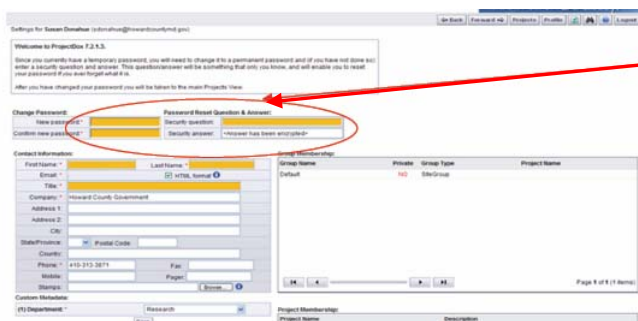 Back Forward Projects Profile Logout
Settings for Susan Donahue (sdonahue@howardcountymd.gov)
Welcome to ProjectDox 7.2.1.3.
Since you currently have a temporary password, you will need to change it to a permanent password and (if you have not done so)
enter a security question and answer. This question/answer will be something that only you know, and will enable you to reset
your password if you ever forget what it is.
After you have changed your password you will be taken to the main Projects View.
Change Password: Password Reset Question & Answer:
New password:* Security question:
Confirm new password:* Security answer: <Answer has been encrypted>
Contact Information: Group Membership:
First Name: * Last Name: * Group Name Private Group Type Project Name
Email: * HTML format Default NO SiteGroup
Title: *
Company: * Howard County Government
Address 1:
Address 2:
City:
State/Province: Postal Code:
Country:
Phone: * 410-313-3871 Fax:
Mobile: Pager:
Stamps: Browse... Page 1 of 1 (1 items)
Custom Metadata:
(1) Department: * Research Project Membership:
Project Name Description